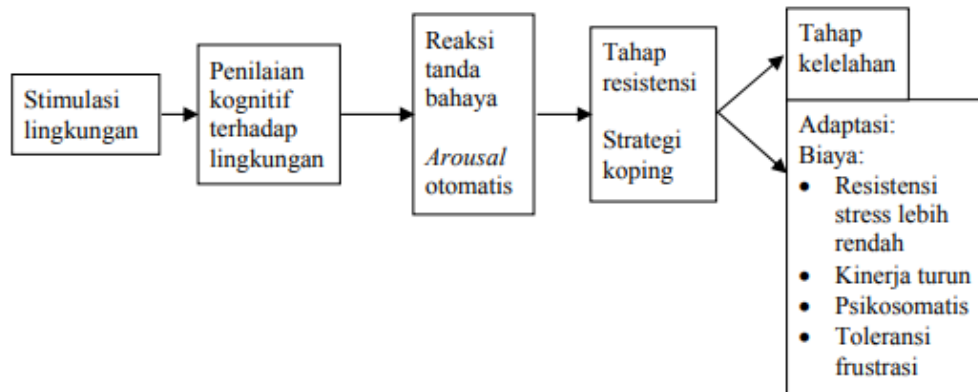 Stimulasi
lingkungan
Penilaian
kognitif
terhadap
lingkungan
Reaksi
tanda
bahaya
Arousal
otomatis
Tahap
resistensi
Strategi
koping
Tahap
kelelahan
Adaptasi:
Biaya:
• Resistensi
stress lebih
rendah
• Kinerja turun
• Psikosomatis
• Toleransi
frustrasi